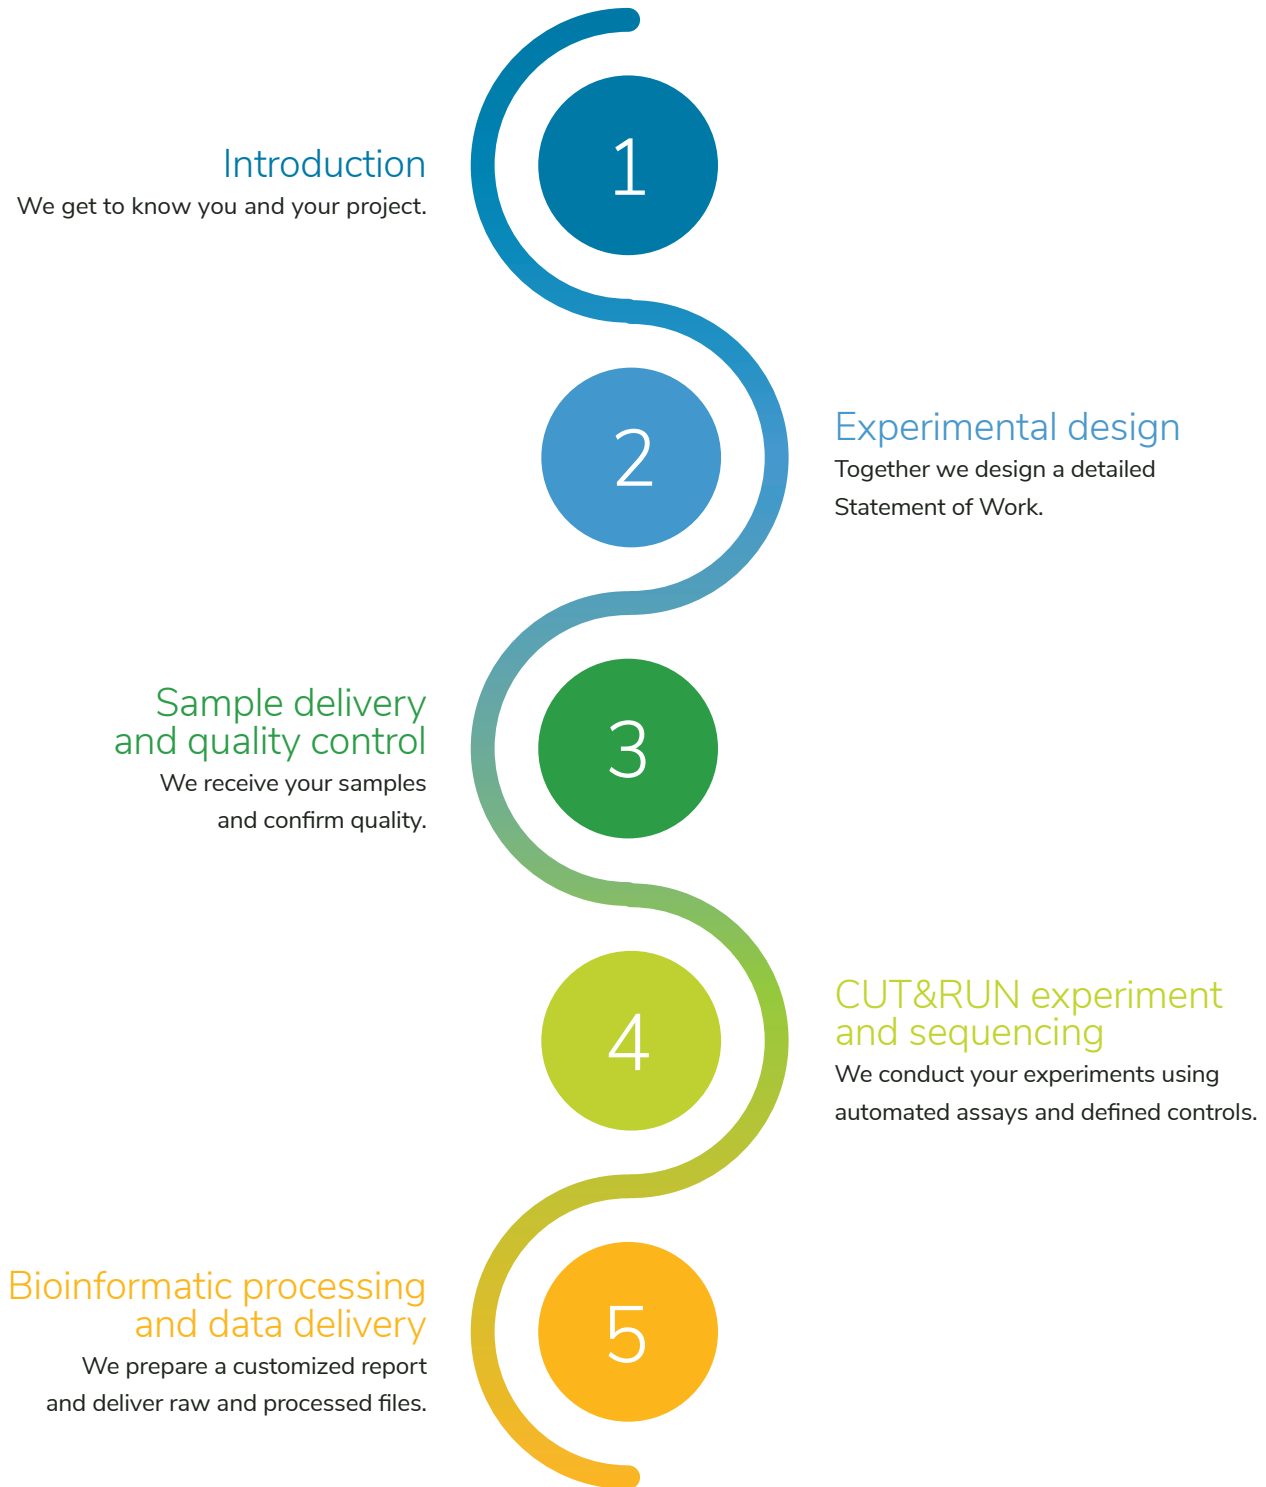 1
Introduction
We get to know you and your project.
2
Experimental design
Together we design a detailed
Statement of Work.
3
Sample delivery
and quality control
We receive your samples
and confirm quality.
4
CUT&RUN experiment
and sequencing
We conduct your experiments using
automated assays and defined controls.
5
Bioinformatic processing
and data delivery
We prepare a customized report
and deliver raw and processed files.